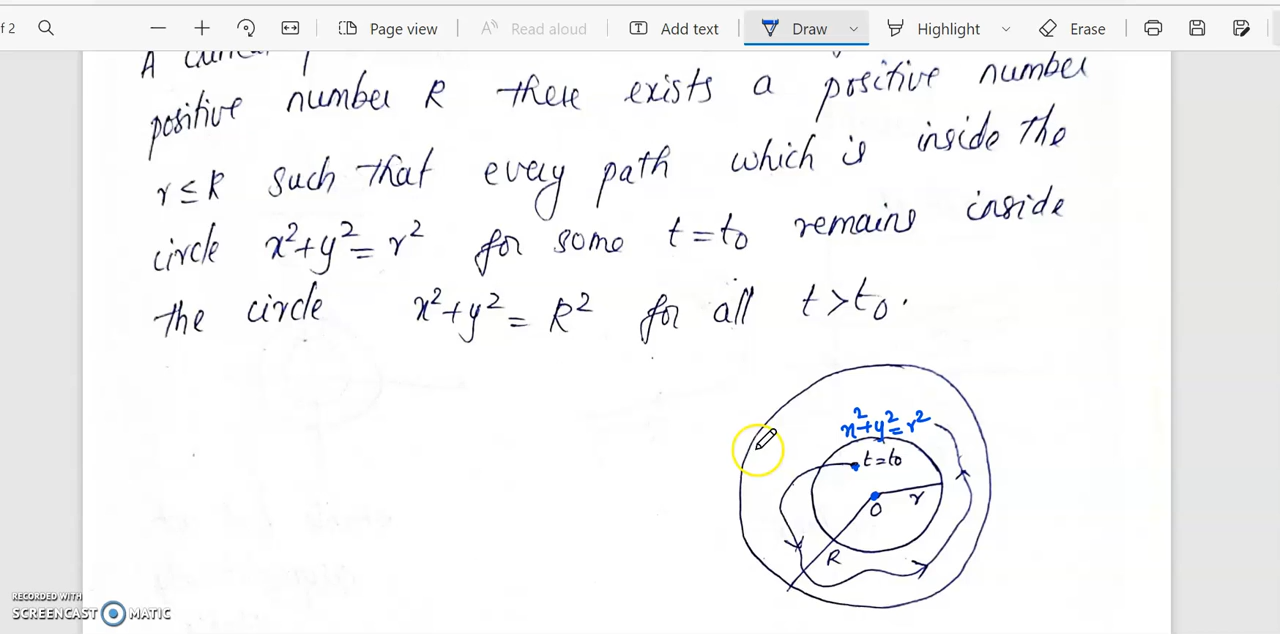 f 2
Page view
Read aloud
Add text
Draw
Highlight
Erase
A
positive number R there exists a positive number
r ≤ R such that every path which is inside the
circle x²+y² = r² for some t = t₀ remains inside
the circle x²+y² = R² for all t > t₀ .
x²+y² = r²
t = t₀
O
r
R
RECORDED WITH
SCREENCAST MATIC